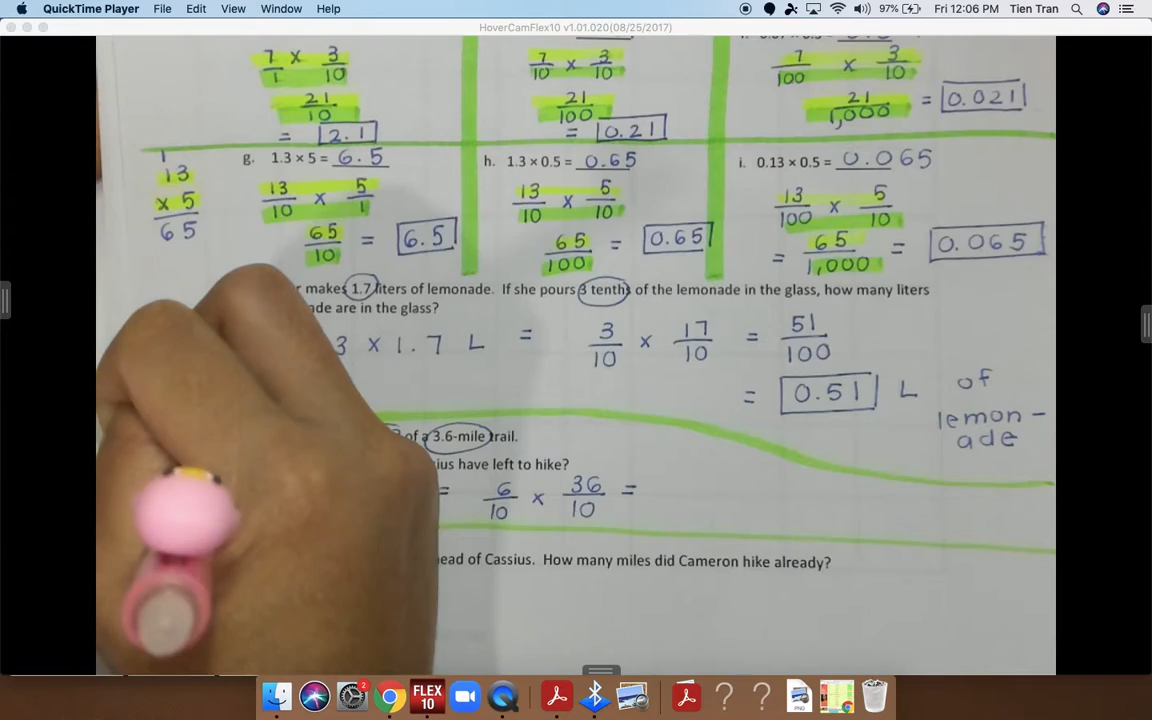 QuickTime Player File Edit View Window Help 97% Fri 12:06 PM Tien Tran
HoverCamFlex10 v1.01.020(08/25/2017)
7/1 × 3/10
7/10 × 3/10
7/100 × 3/10
21/10
21/100
21/1,000 = 0.021
= 2.1
= 0.21
1
13
× 5
65
g. 1.3 × 5 = 6.5
13/10 × 5/1
65/10 = 6.5
h. 1.3 × 0.5 = 0.65
13/10 × 5/10
65/100 = 0.65
i. 0.13 × 0.5 = 0.065
13/100 × 5/10
= 65/1,000 = 0.065
makes 1.7 liters of lemonade. If she pours 3 tenths of the lemonade in the glass, how many liters
ade are in the glass?
3 × 1.7 L = 3/10 × 17/10 = 51/100
= 0.51 L of
lemon-
ade
of a 3.6-mile trail.
ius have left to hike?
= 6/10 × 36/10 =
ead of Cassius. How many miles did Cameron hike already?
2
FLEX
10
PNG